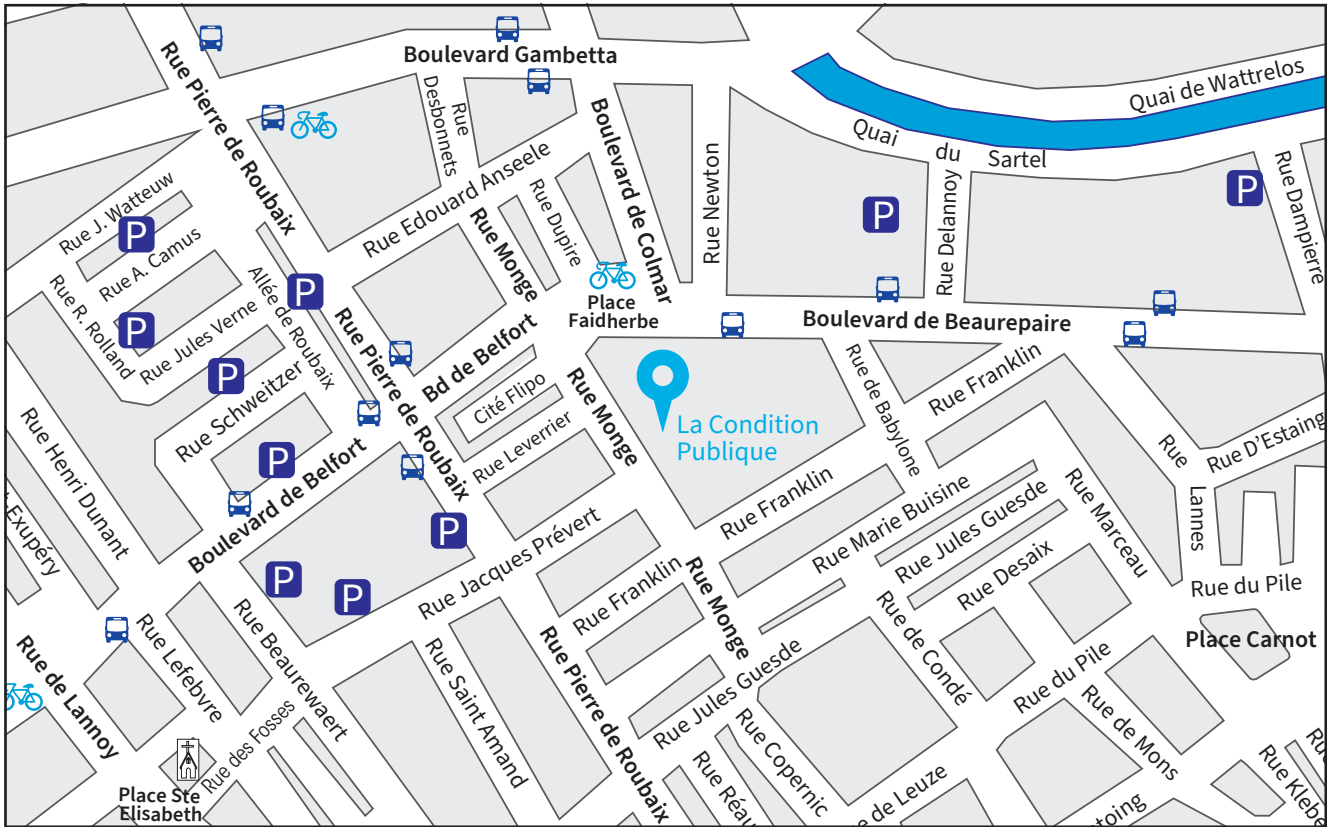 Boulevard Gambetta
Rue Pierre de Roubaix
Rue
Desbonnets
Boulevard de Colmar
Quai de Wattrelos
Quai
du
Sartel
Rue Newton
Rue Delannoy
Rue Dampierre
P
P
Rue Edouard Anseele
Rue Monge
Rue Dupire
Rue J. Watteuw
P
Rue A. Camus
Rue R. Rolland
P
Rue Jules Verne
Allée de Roubaix
P
Rue Pierre de Roubaix
Place
Faidherbe
Boulevard de Beaurepaire
Bd de Belfort
P
Rue Schweitzer
Cité Flipo
Rue Leverrier
Rue Monge
La Condition
Publique
Rue de Babylone
Rue Franklin
Rue
Lannes
Rue D'Estaing
Rue Henri Dunant
P
Boulevard de Belfort
P
Exupéry
P
P
Rue Jacques Prévert
Rue Franklin
Rue Marie Buisine
Rue Jules Guesde
Rue Marceau
Rue Desaix
Rue du Pile
Place Carnot
Rue de Lannoy
Rue Lefebvre
Rue Beaurewaert
Rue des Fosses
Place Ste
Elisabeth
Rue Saint Amand
Rue Pierre de Roubaix
Rue Franklin
Rue Monge
Rue Jules Guesde
Rue de Condé
Rue du Pile
Rue de Mons
Rue Copernic
Rue Réau
e de Leuze
toing
Rue Klebe
Ru